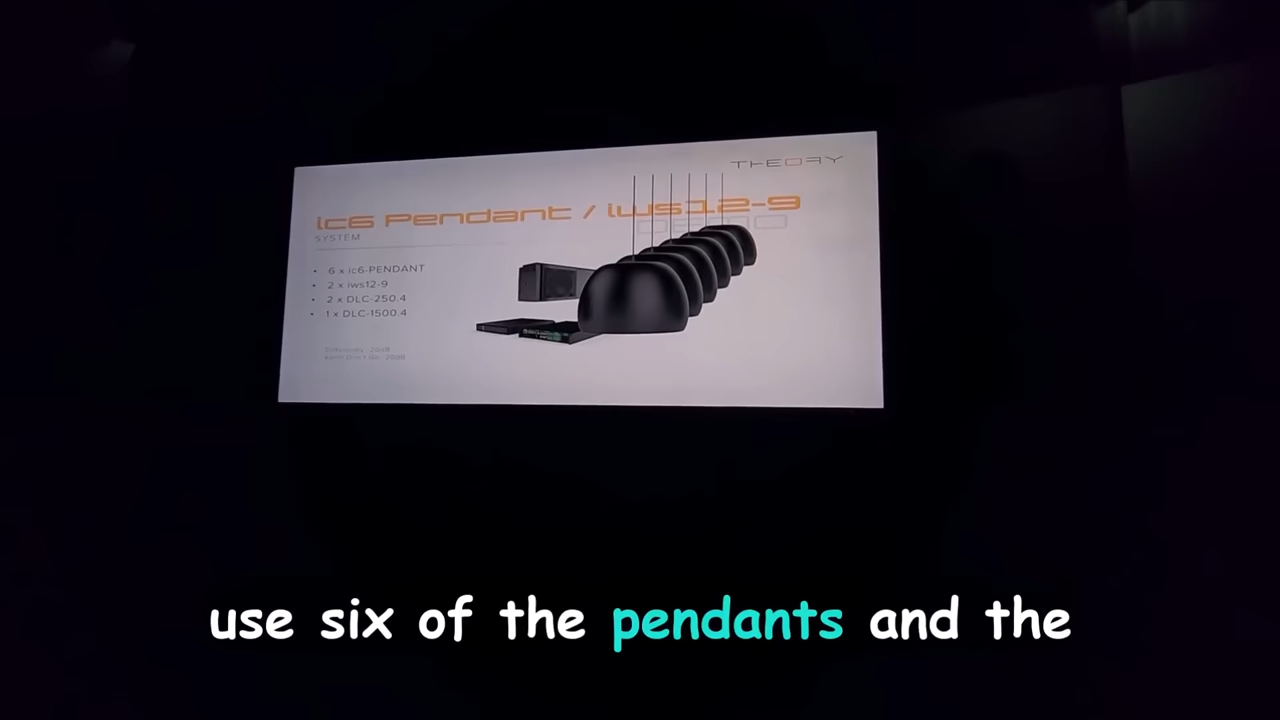 THEORY
ic6 Pendant / iws12-9
DEMO
SYSTEM
• 6 x ic6-PENDANT
• 2 x iws12-9
• 2 x DLC-250.4
• 1 x DLC-1500.4
use six of the pendants and the